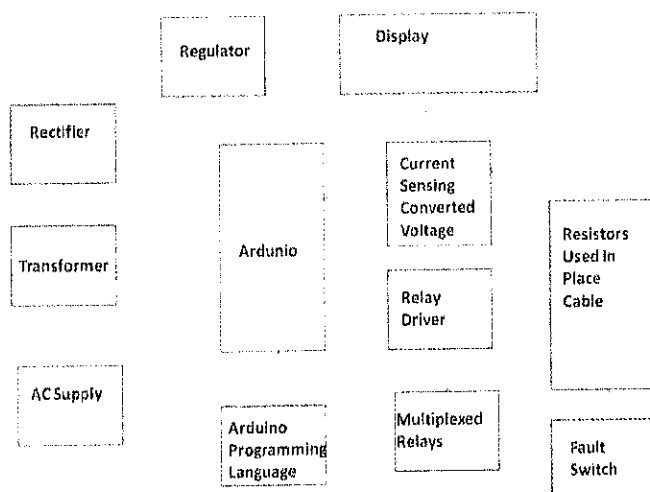 Regulator
Display
Rectifier
Current
Sensing
Converted
Voltage
Ardunio
Transformer
Resistors
Used In
Place
Cable
Relay
Driver
AC Supply
Arduino
Programming
Language
Multiplexed
Relays
Fault
Switch